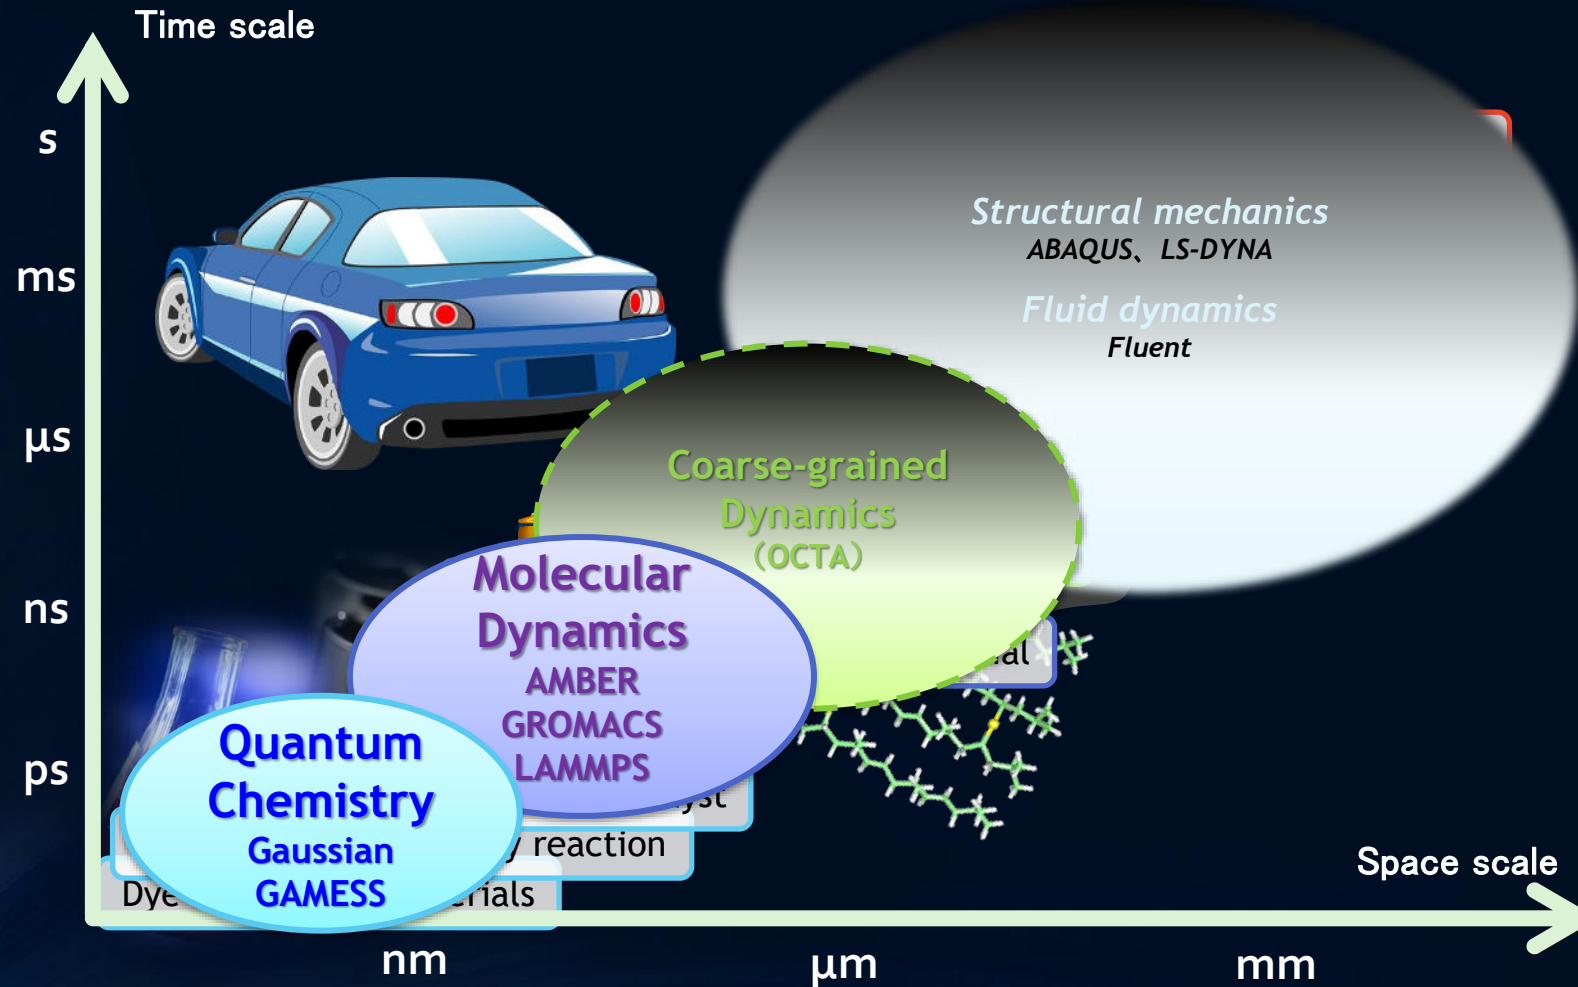 Time scale
s
ms
μs
ns
ps
Structural mechanics
ABAQUS、LS-DYNA
Fluid dynamics
Fluent
Coarse-grained
Dynamics
(OCTA)
Molecular
Dynamics
AMBER
GROMACS
LAMMPS
Quantum
Chemistry
Gaussian
GAMESS
reaction
Space scale
nm
μm
mm